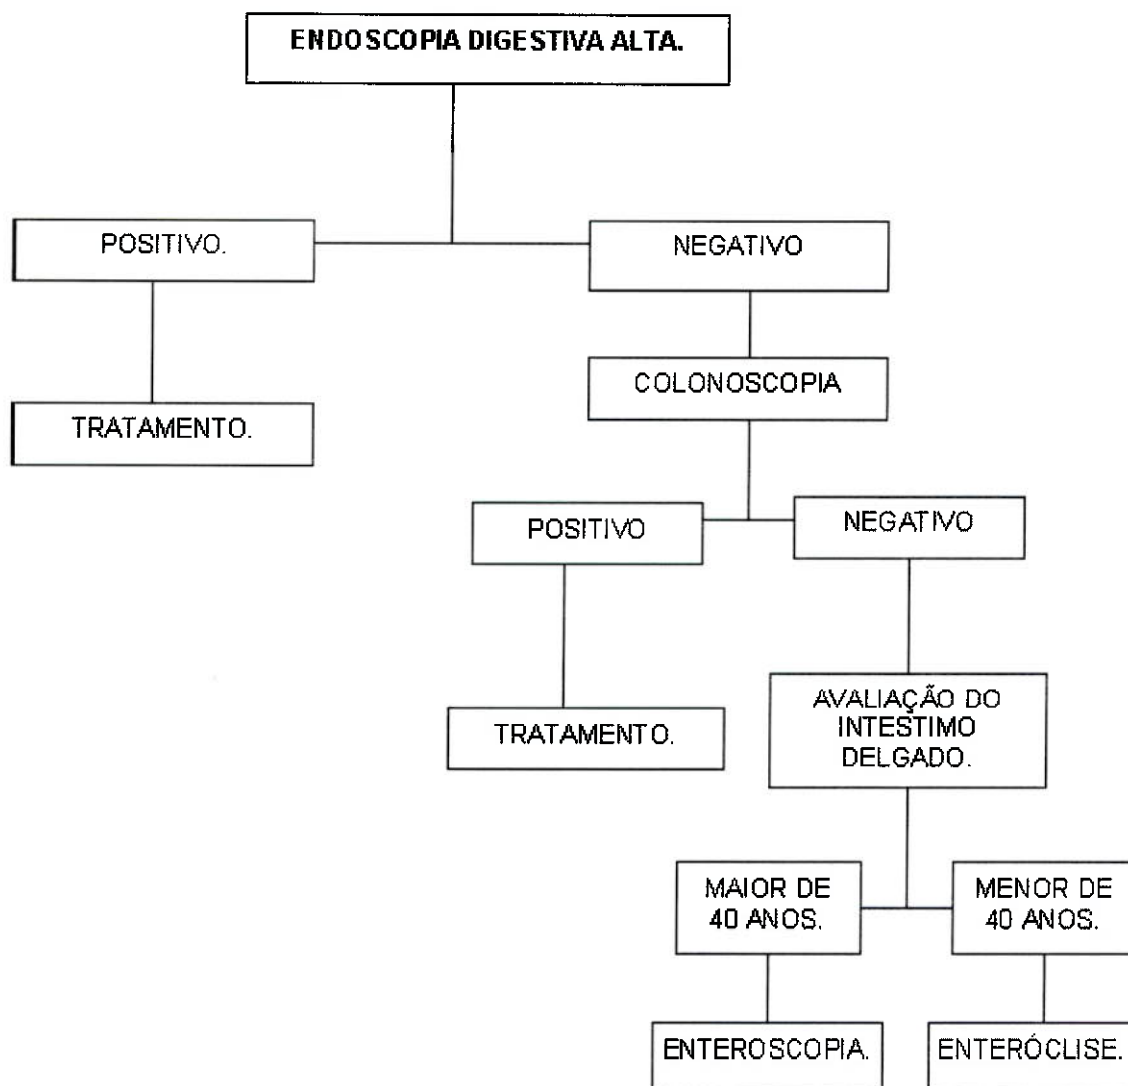 ENDOSCOPIA DIGESTIVA ALTA.
POSITIVO.
NEGATIVO
COLONOSCOPIA
TRATAMENTO.
POSITIVO
NEGATIVO
TRATAMENTO.
AVALIAÇÃO DO
INTESTIMO
DELGADO.
MAIOR DE
40 ANOS.
MENOR DE
40 ANOS.
ENTEROSCOPIA.
ENTERÓCLISE.